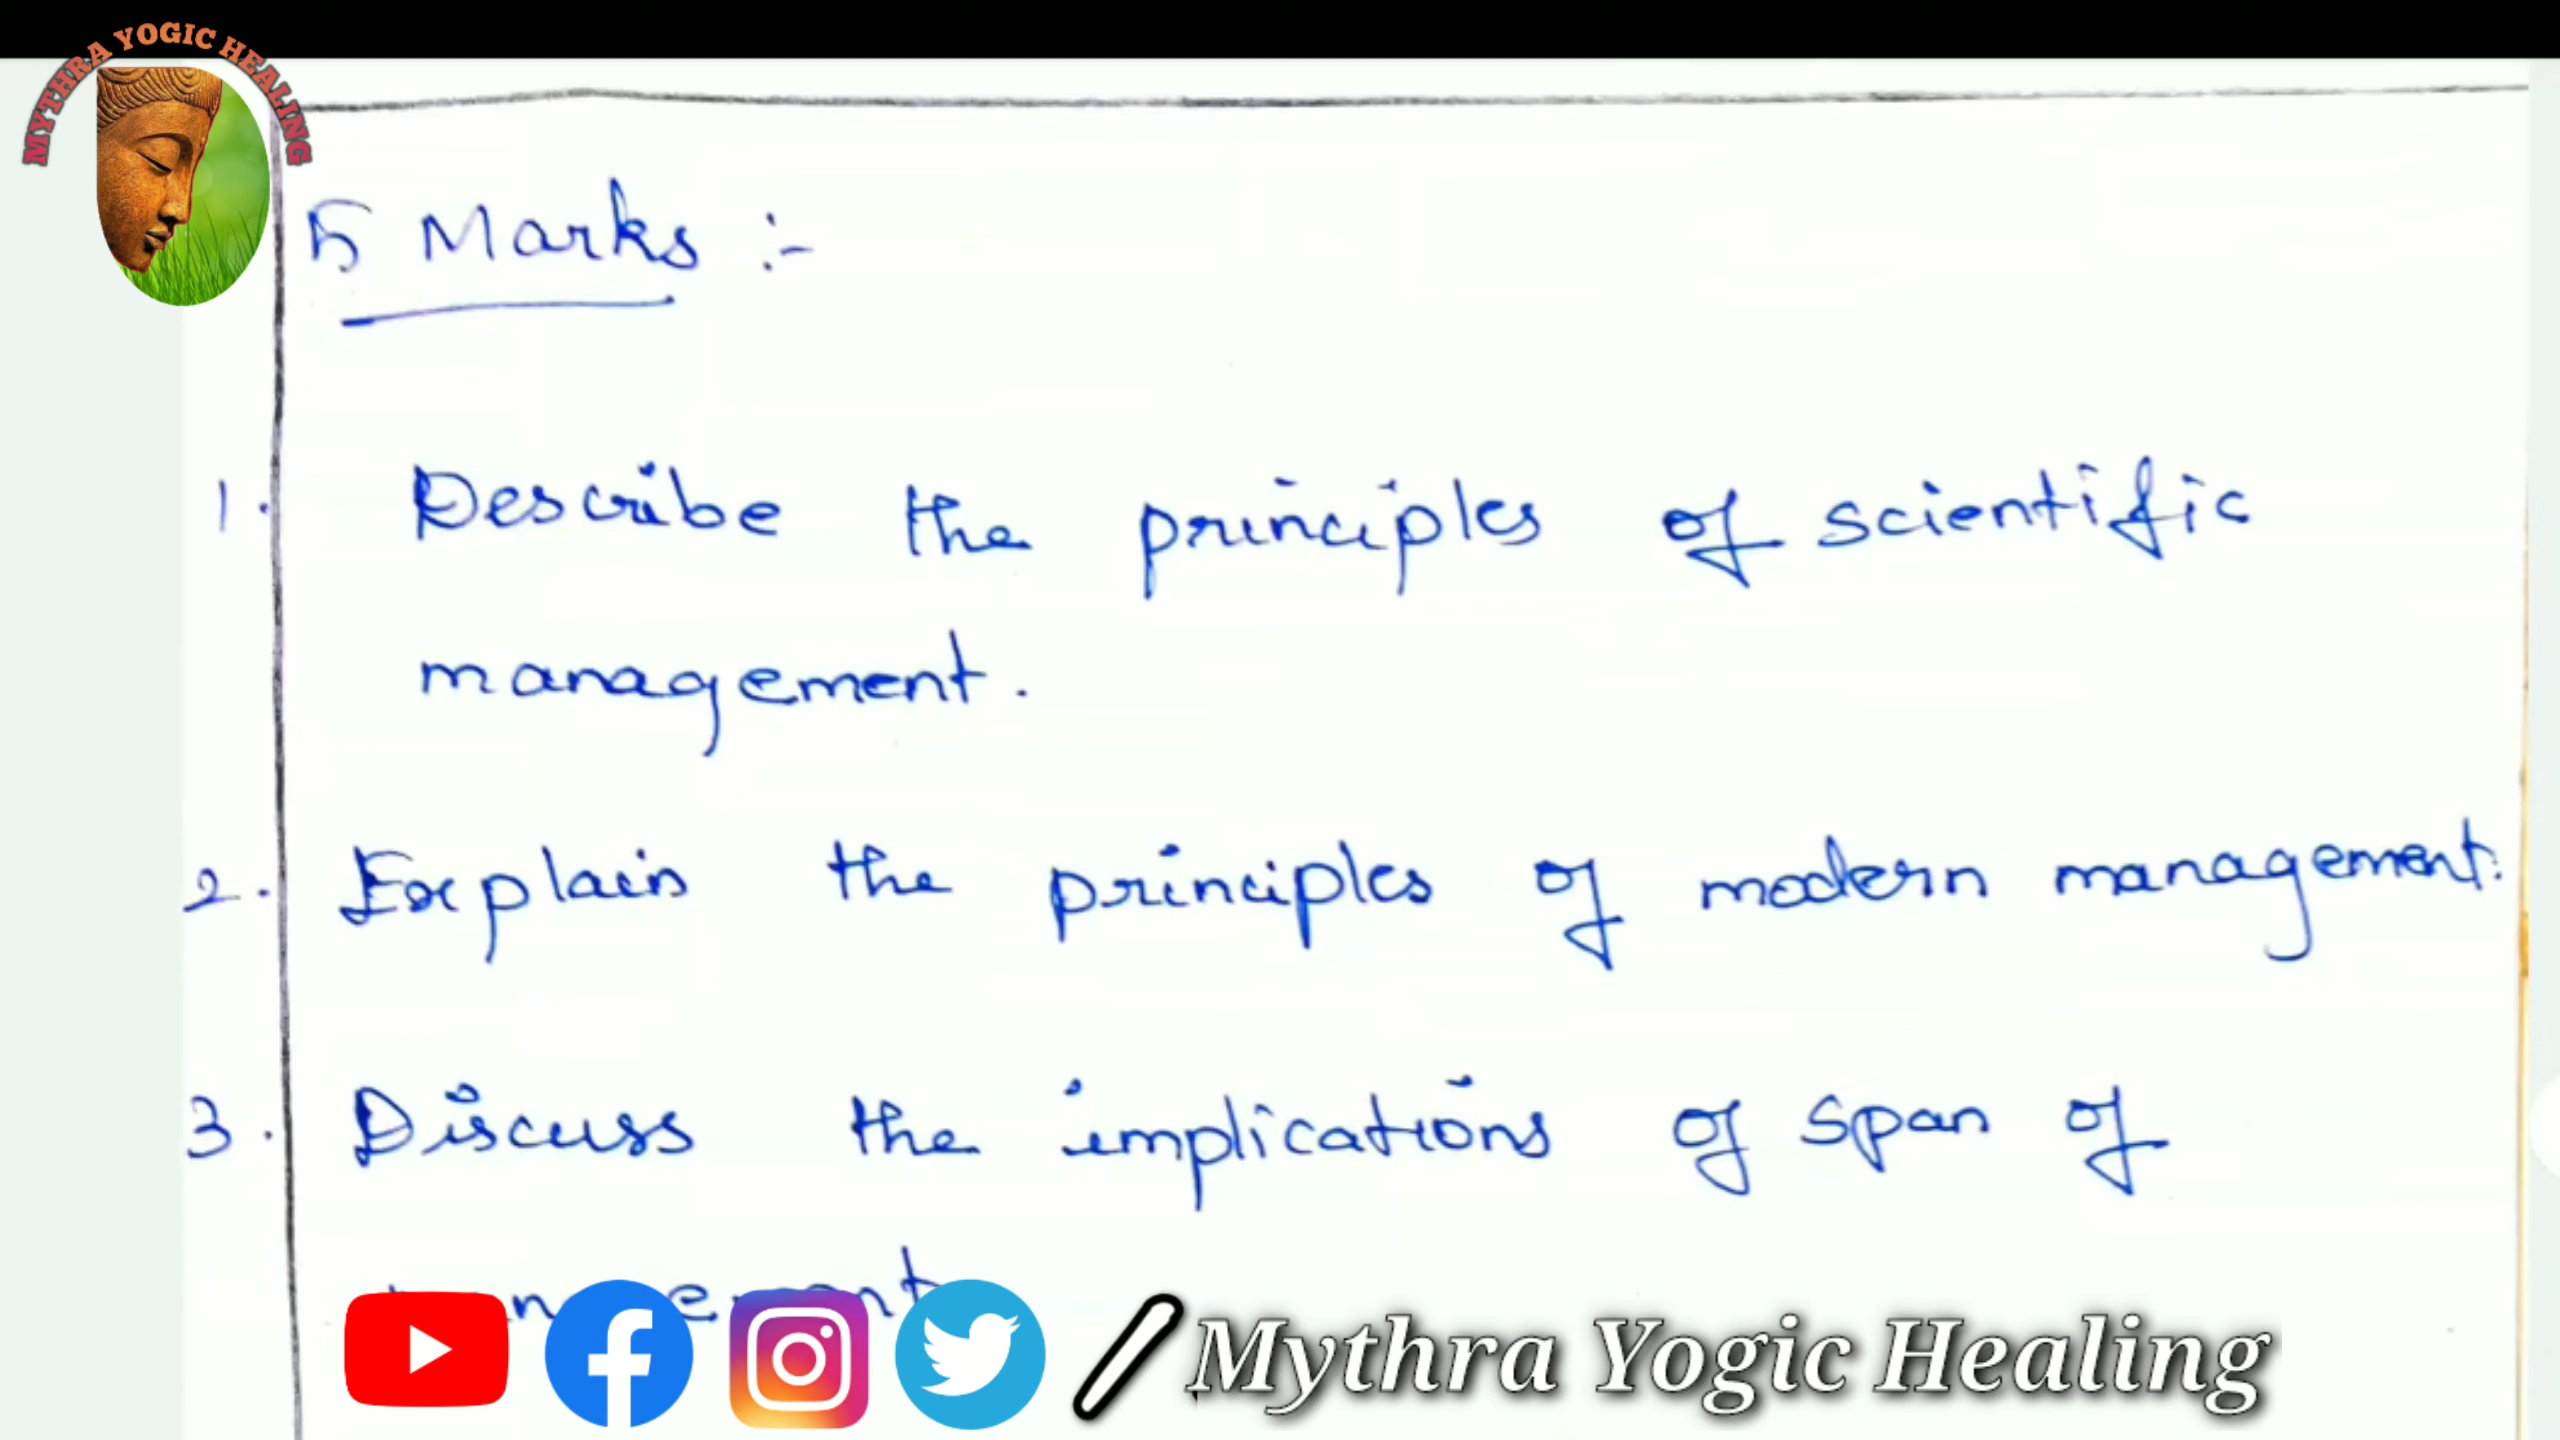 MYTHRA YOGIC HEALING
5 Marks :-
1. Describe the principles of scientific
management.
2. Explain the principles of modern management.
3. Discuss the implications of span of
Mythra Yogic Healing